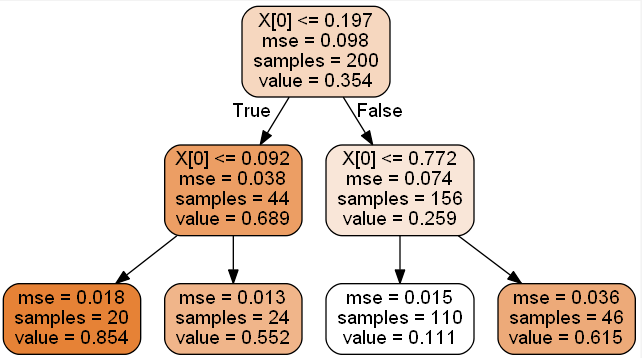 X[0] <= 0.197
mse = 0.098
samples = 200
value = 0.354
True
False
X[0] <= 0.092
mse = 0.038
samples = 44
value = 0.689
X[0] <= 0.772
mse = 0.074
samples = 156
value = 0.259
mse = 0.018
samples = 20
value = 0.854
mse = 0.013
samples = 24
value = 0.552
mse = 0.015
samples = 110
value = 0.111
mse = 0.036
samples = 46
value = 0.615